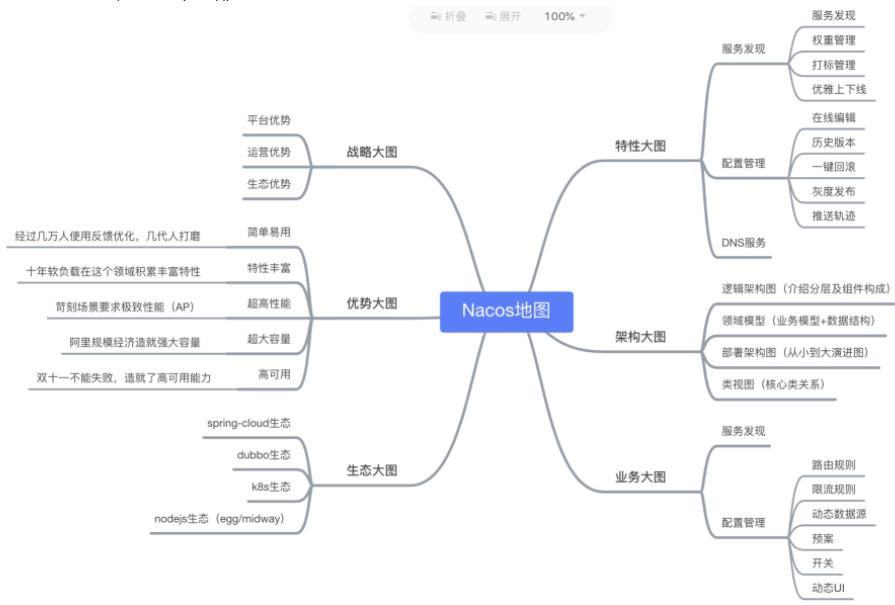 折叠
展开
100%
Nacos地图
战略大图
平台优势
运营优势
生态优势
优势大图
简单易用
经过几万人使用反馈优化，几代人打磨
特性丰富
十年软负载在这个领域积累丰富特性
超高性能
苛刻场景要求极致性能（AP）
超大容量
阿里规模经济造就强大容量
高可用
双十一不能失败，造就了高可用能力
生态大图
spring-cloud生态
dubbo生态
k8s生态
nodejs生态（egg/midway）
特性大图
服务发现
服务发现
权重管理
打标管理
优雅上下线
配置管理
在线编辑
历史版本
一键回滚
灰度发布
推送轨迹
DNS服务
架构大图
逻辑架构图（介绍分层及组件构成）
领域模型（业务模型+数据结构）
部署架构图（从小到大演进图）
类视图（核心类关系）
业务大图
服务发现
配置管理
路由规则
限流规则
动态数据源
预案
开关
动态UI